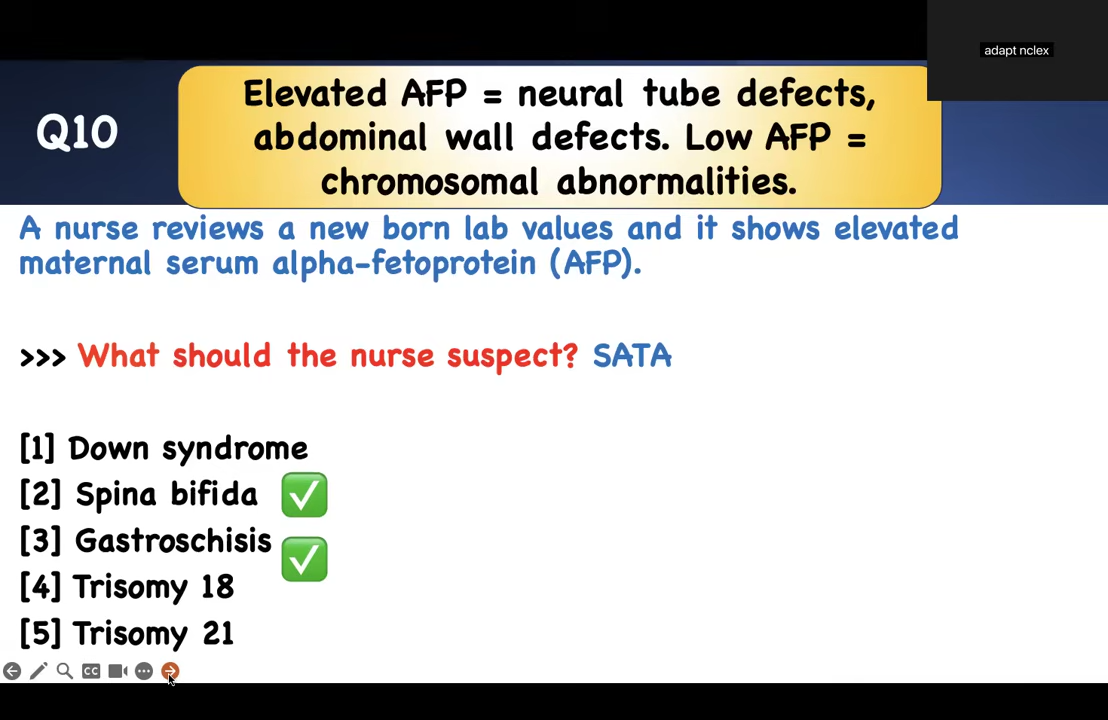 adapt nclex
Q10
Elevated AFP = neural tube defects,
abdominal wall defects. Low AFP =
chromosomal abnormalities.
A nurse reviews a new born lab values and it shows elevated
maternal serum alpha-fetoprotein (AFP).
>>> What should the nurse suspect? SATA
[1] Down syndrome
[2] Spina bifida
[3] Gastroschisis
[4] Trisomy 18
[5] Trisomy 21
CC